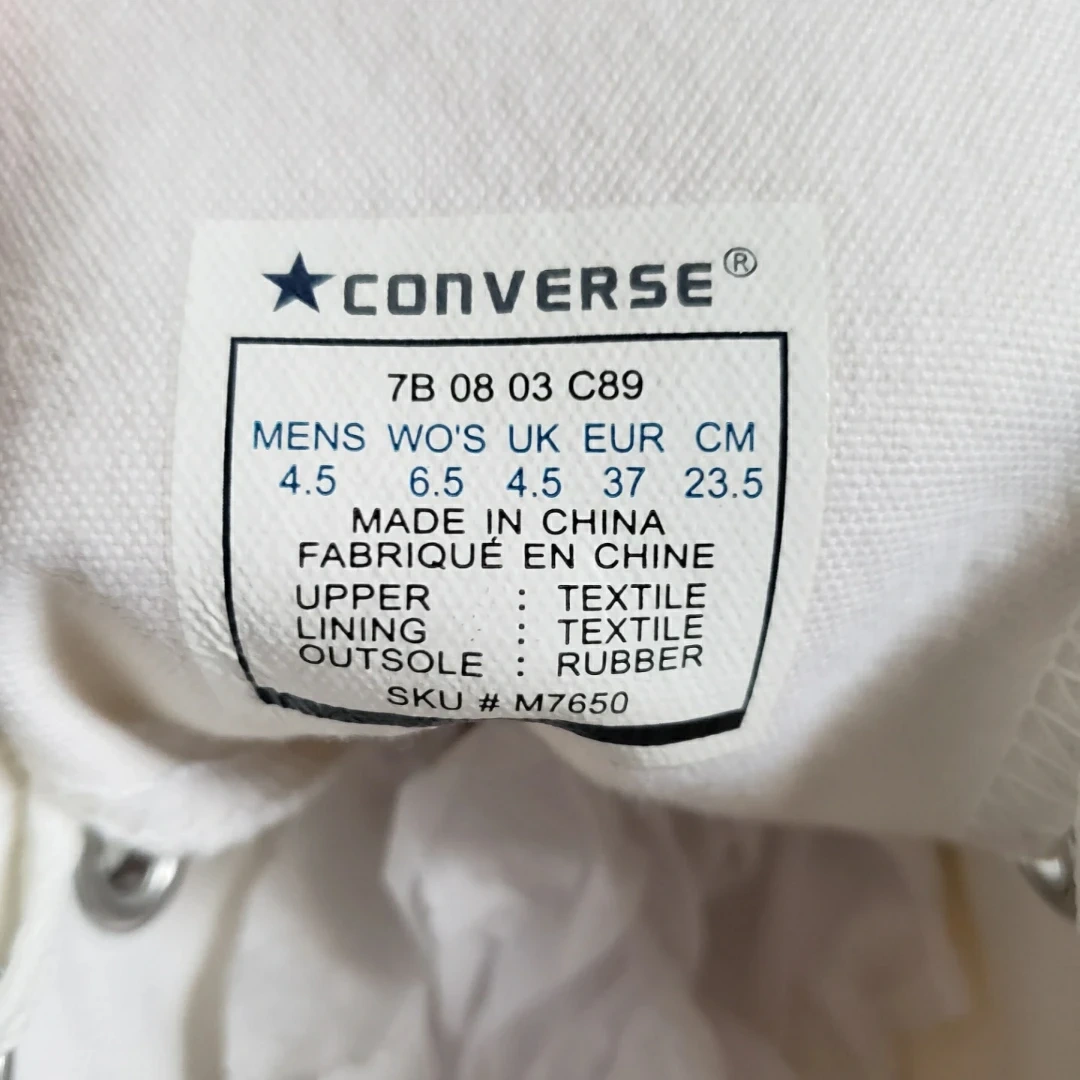 ★CONVERSE®
7B 08 03 C89
MENS WO'S UK EUR CM
4.5 6.5 4.5 37 23.5
MADE IN CHINA
FABRIQUÉ EN CHINE
UPPER : TEXTILE
LINING : TEXTILE
OUTSOLE : RUBBER
SKU # M7650